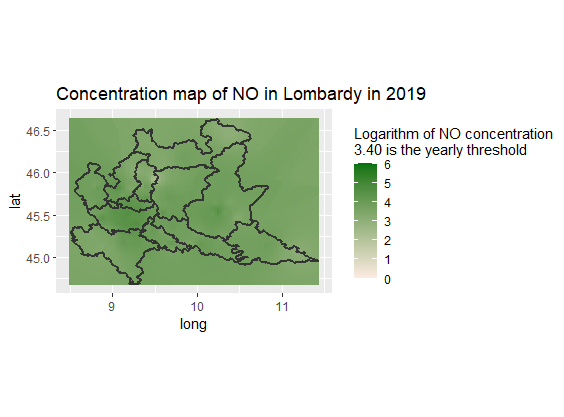 Concentration map of NO in Lombardy in 2019
46.5
46.0
45.5
45.0
lat
9
10
11
long
Logarithm of NO concentration
3.40 is the yearly threshold
6
5
4
3
2
1
0